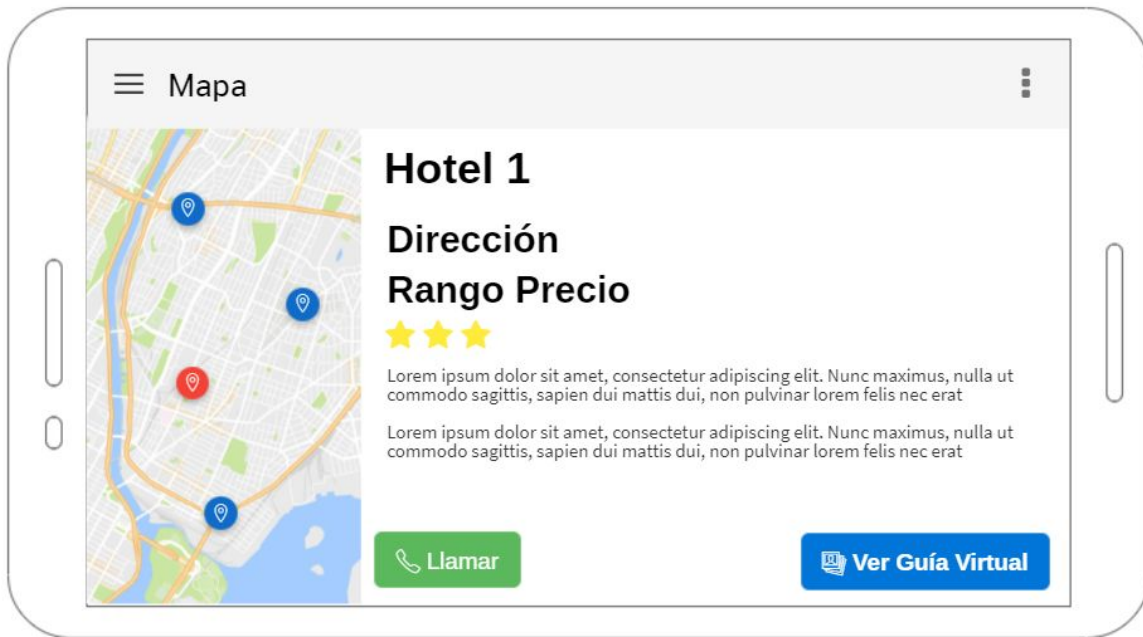 Mapa
Hotel 1
Dirección
Rango Precio
Lorem ipsum dolor sit amet, consectetur adipiscing elit. Nunc maximus, nulla ut
commodo sagittis, sapien dui mattis dui, non pulvinar lorem felis nec erat
Lorem ipsum dolor sit amet, consectetur adipiscing elit. Nunc maximus, nulla ut
commodo sagittis, sapien dui mattis dui, non pulvinar lorem felis nec erat
Llamar
Ver Guía Virtual